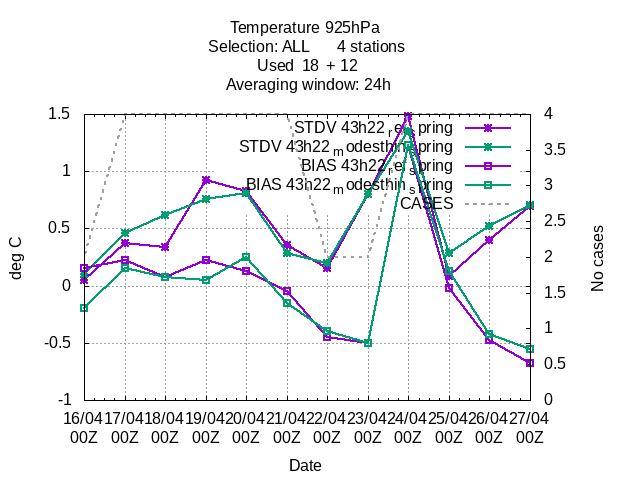 Temperature 925hPa
Selection: ALL 4 stations
Used 18 + 12
Averaging window: 24h
STDV 43h22_ref_spring
STDV 43h22_modesthin_spring
BIAS 43h22_ref_spring
BIAS 43h22_modesthin_spring
CASES
1.5
1
0.5
0
-0.5
-1
deg C
4
3.5
3
2.5
2
1.5
1
0.5
0
No cases
16/04 17/04 18/04 19/04 20/04 21/04 22/04 23/04 24/04 25/04 26/04 27/04
00Z 00Z 00Z 00Z 00Z 00Z 00Z 00Z 00Z 00Z 00Z 00Z
Date